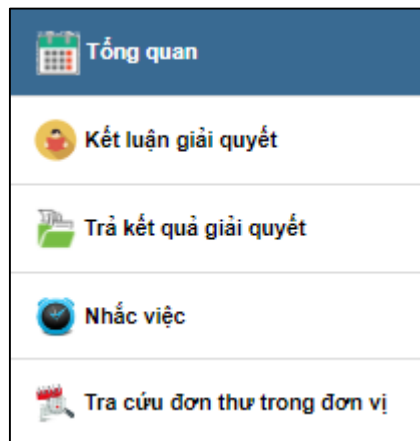 Tổng quan
Kết luận giải quyết
Trả kết quả giải quyết
Nhắc việc
Tra cứu đơn thư trong đơn vị